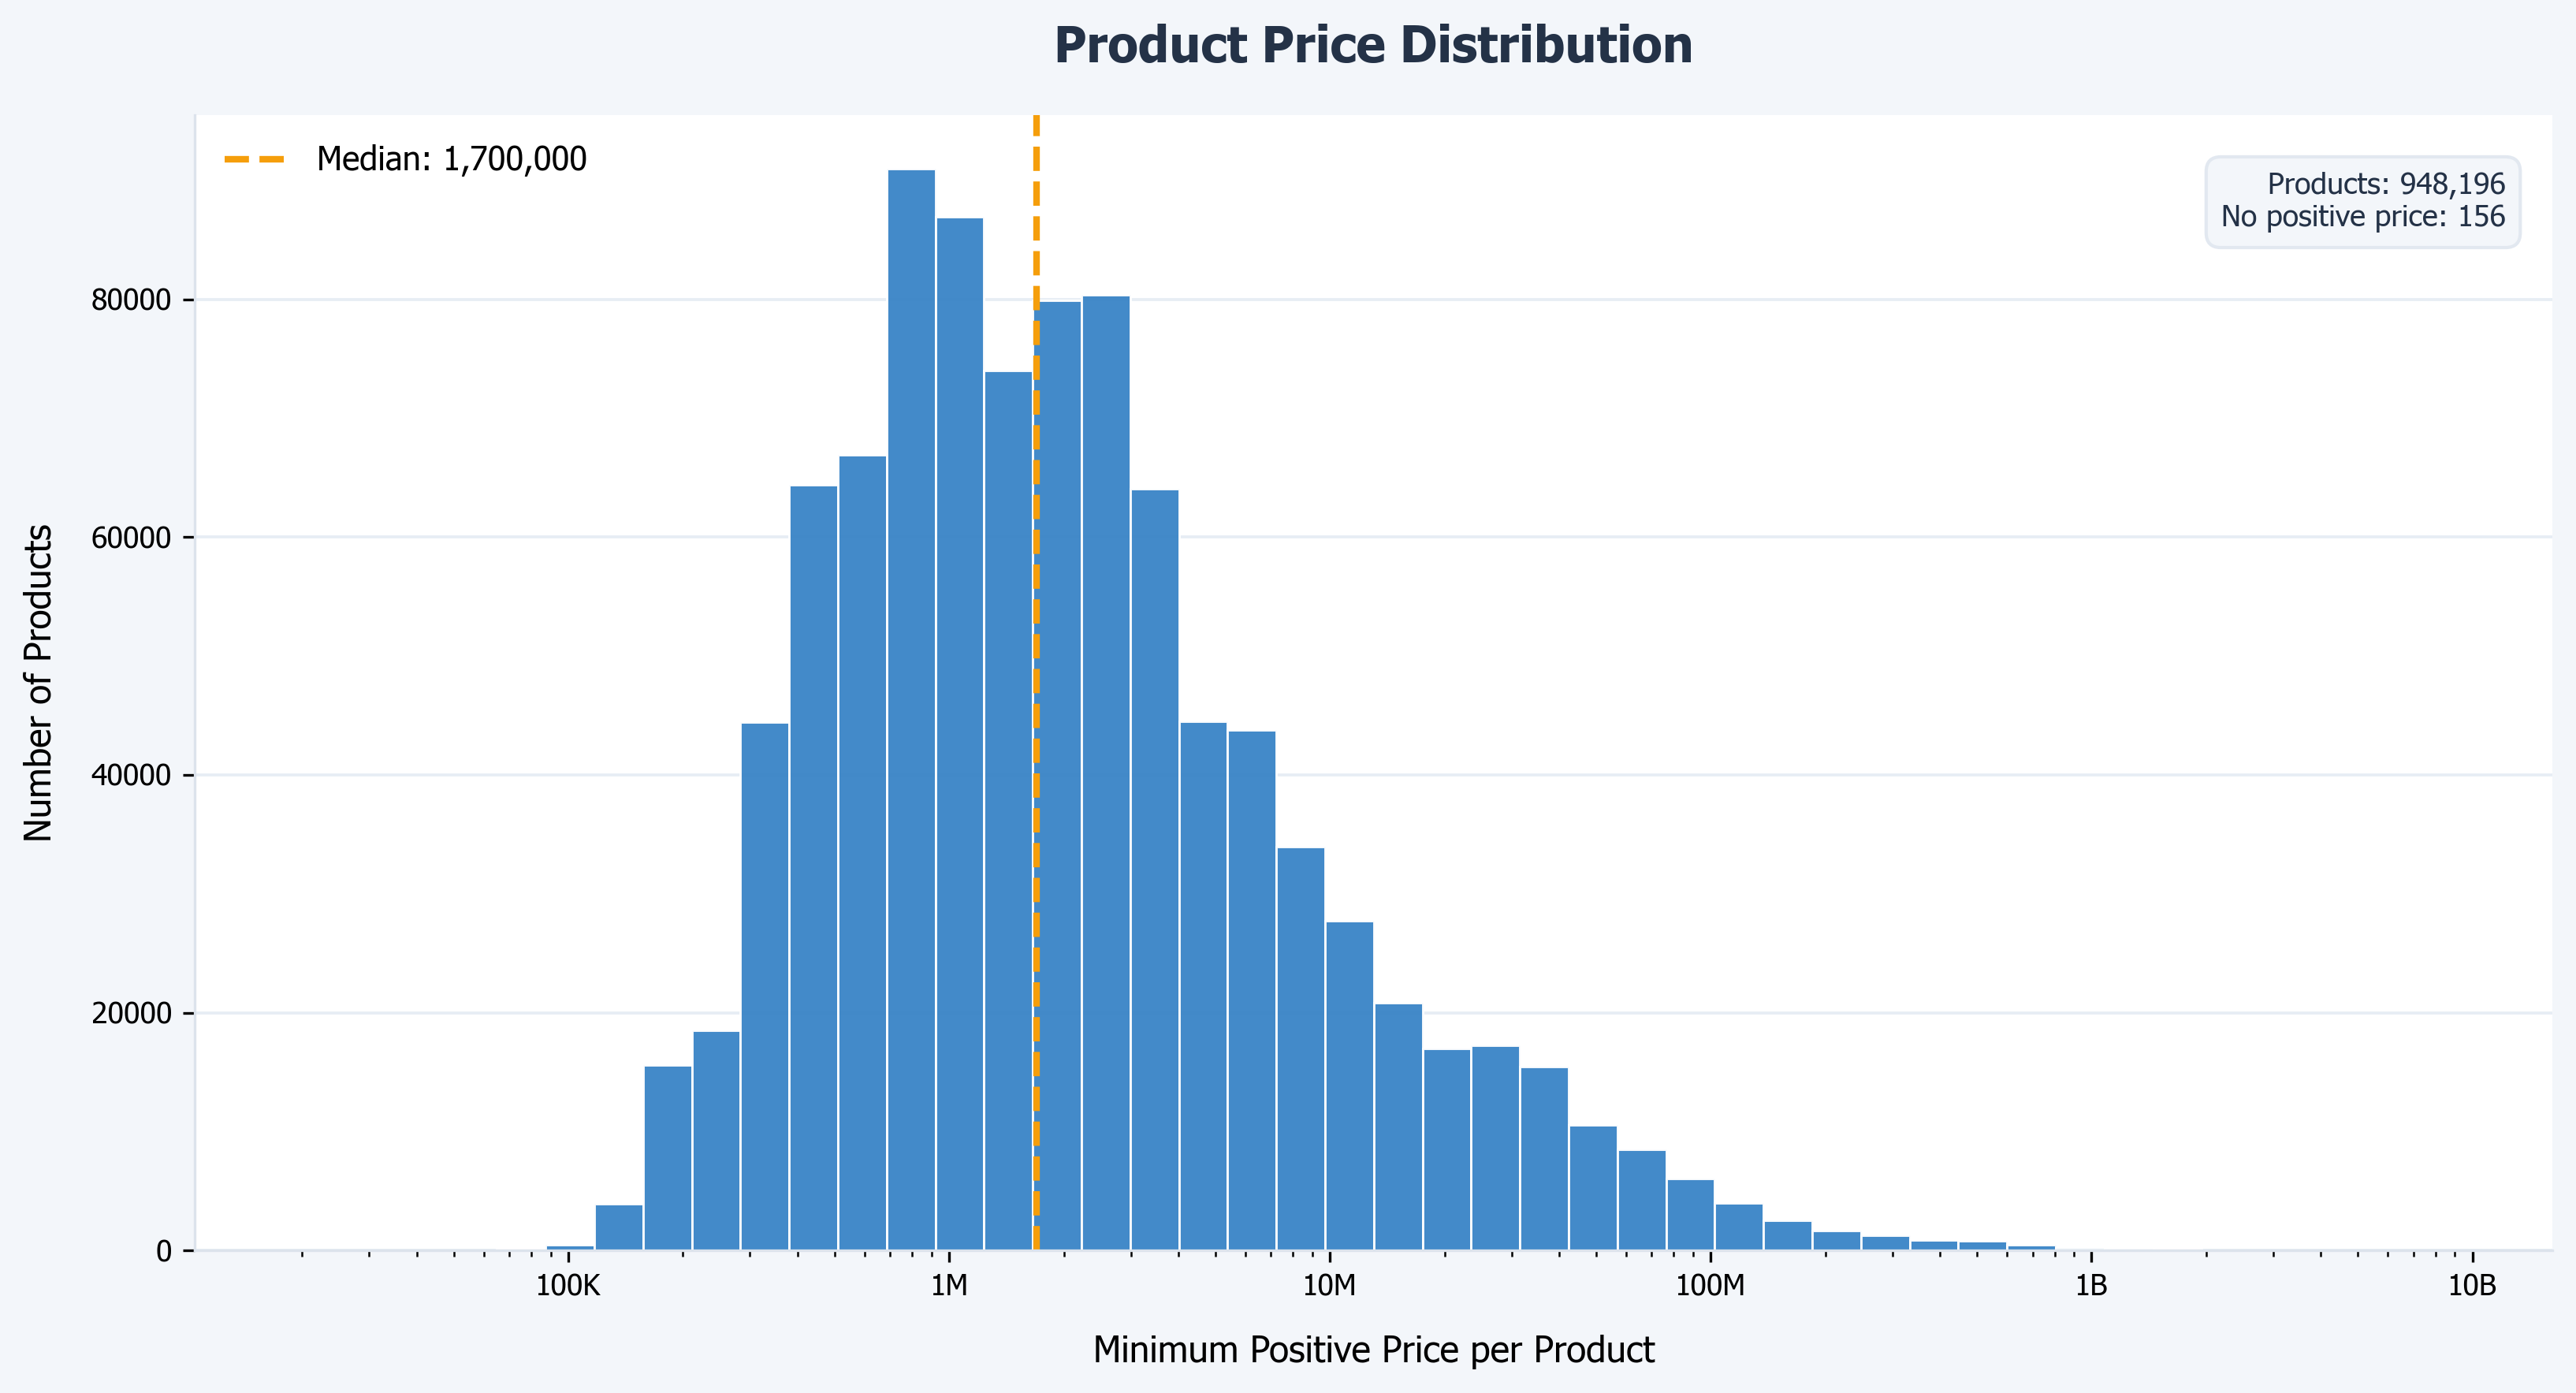 Product Price Distribution
Median: 1,700,000
Products: 948,196
No positive price: 156
Number of Products
80000
60000
40000
20000
0
100K
1M
10M
100M
1B
10B
Minimum Positive Price per Product